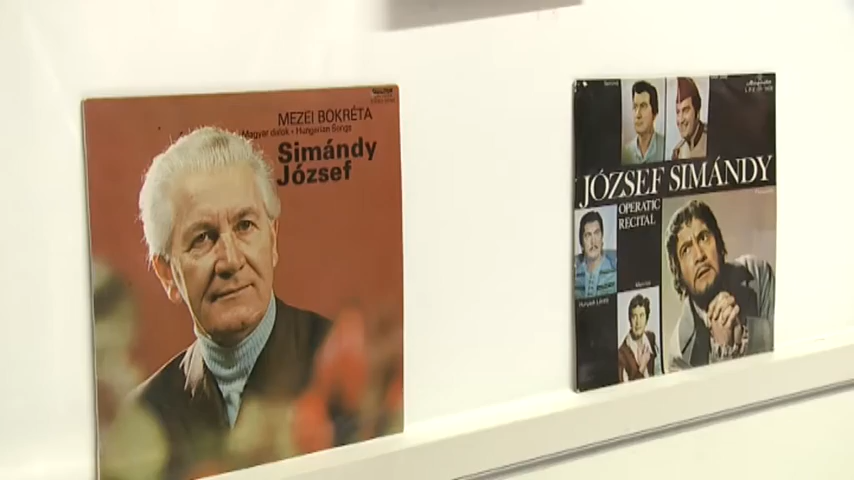 MEZEI BOKRÉTA
Magyar dalok • Hungarian Songs
Simándy
József
JÓZSEF SIMÁNDY
OPERATIC
RECITAL